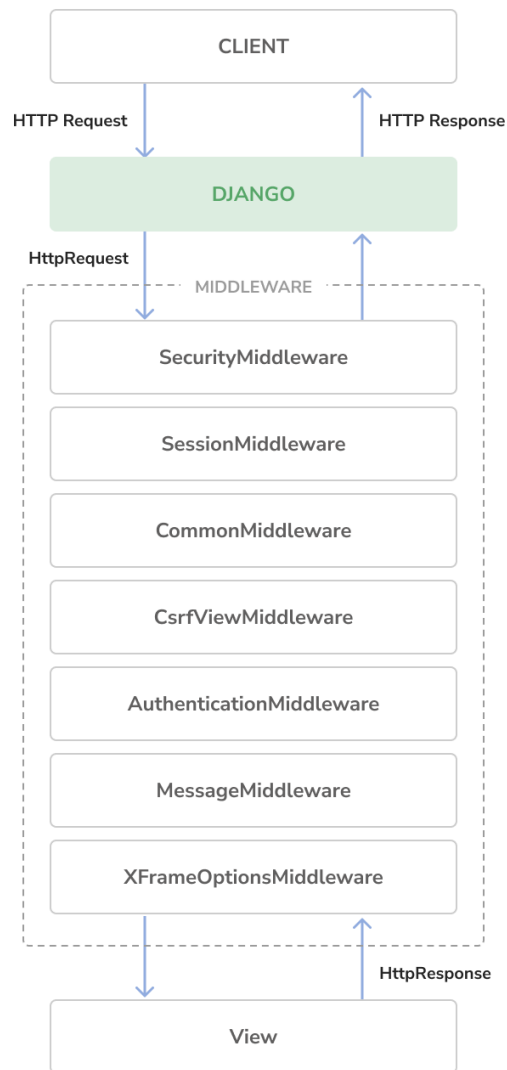 CLIENT
HTTP Request
HTTP Response
DJANGO
HttpRequest
MIDDLEWARE
SecurityMiddleware
SessionMiddleware
CommonMiddleware
CsrfViewMiddleware
AuthenticationMiddleware
MessageMiddleware
XFrameOptionsMiddleware
HttpResponse
View